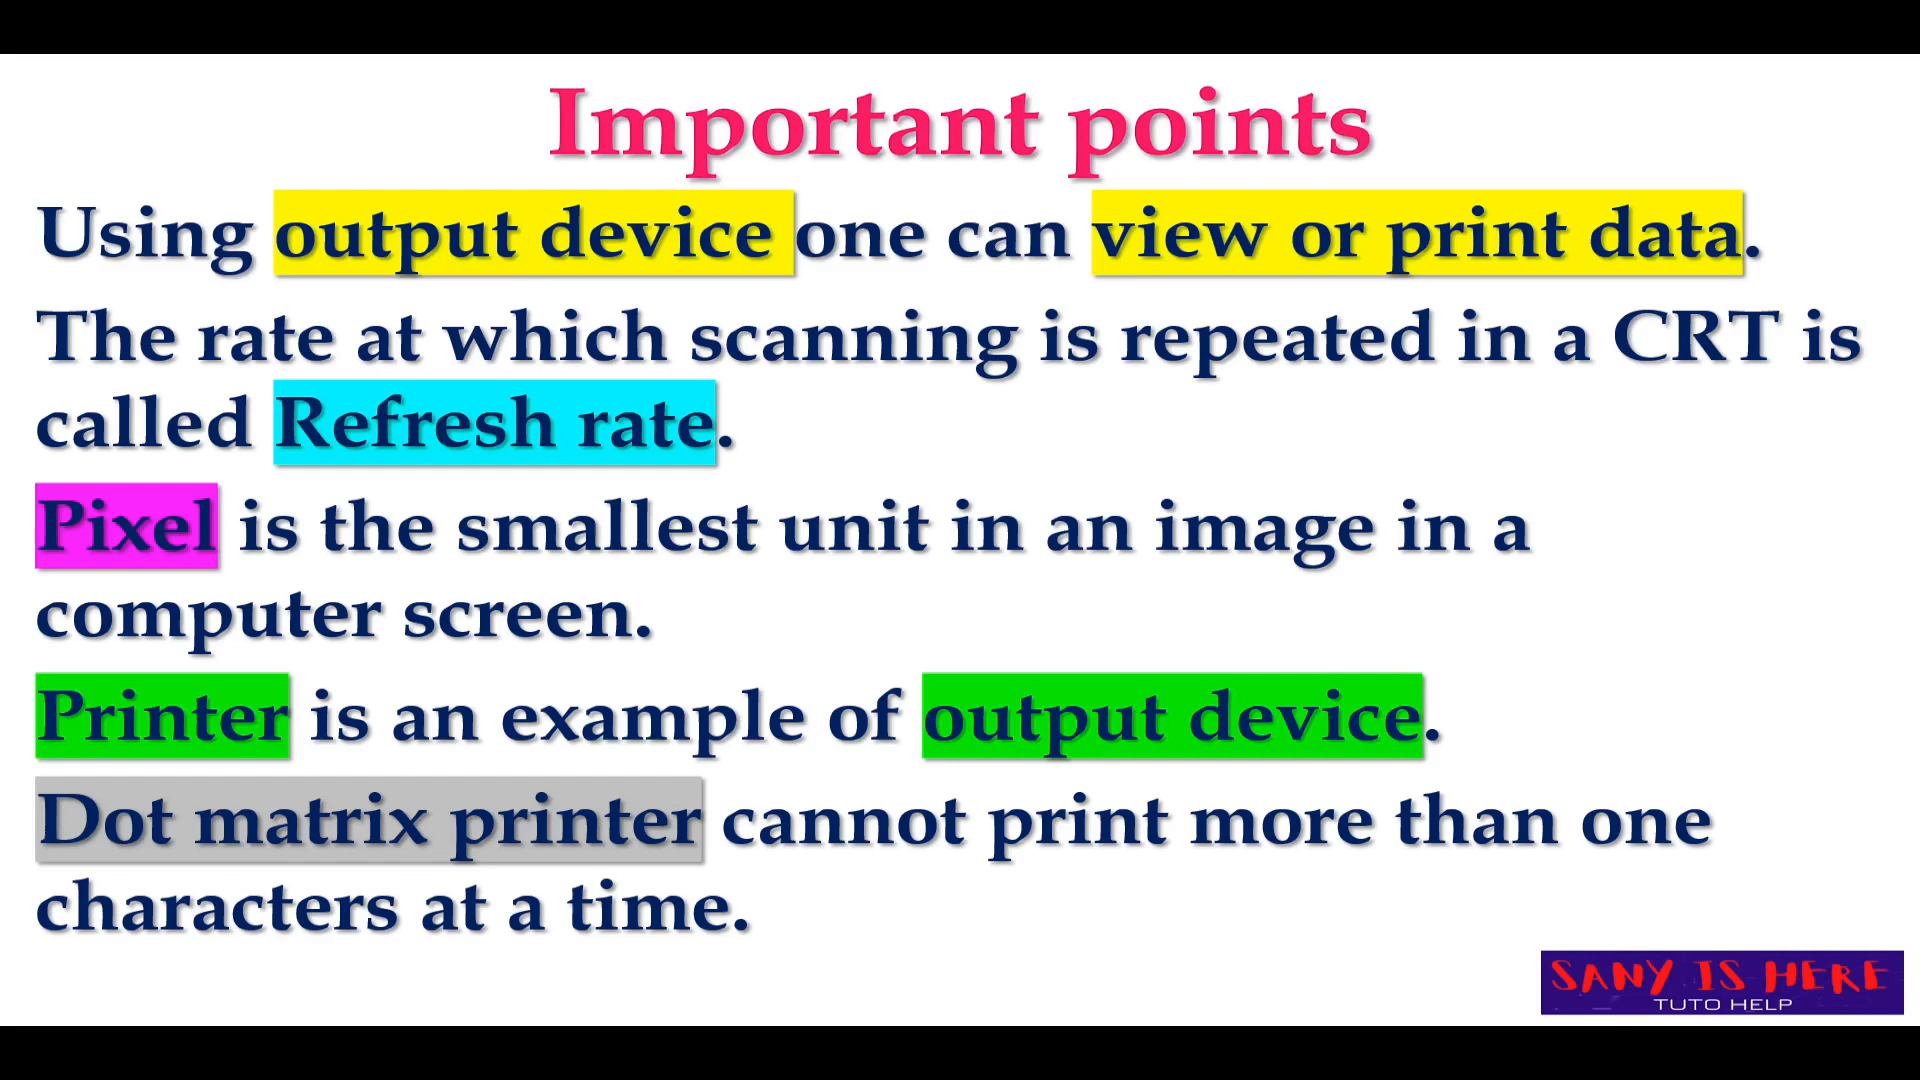 Important points
Using output device one can view or print data.
The rate at which scanning is repeated in a CRT is
called Refresh rate.
Pixel is the smallest unit in an image in a
computer screen.
Printer is an example of output device.
Dot matrix printer cannot print more than one
characters at a time.
SANY IS HERE
TUTO HELP